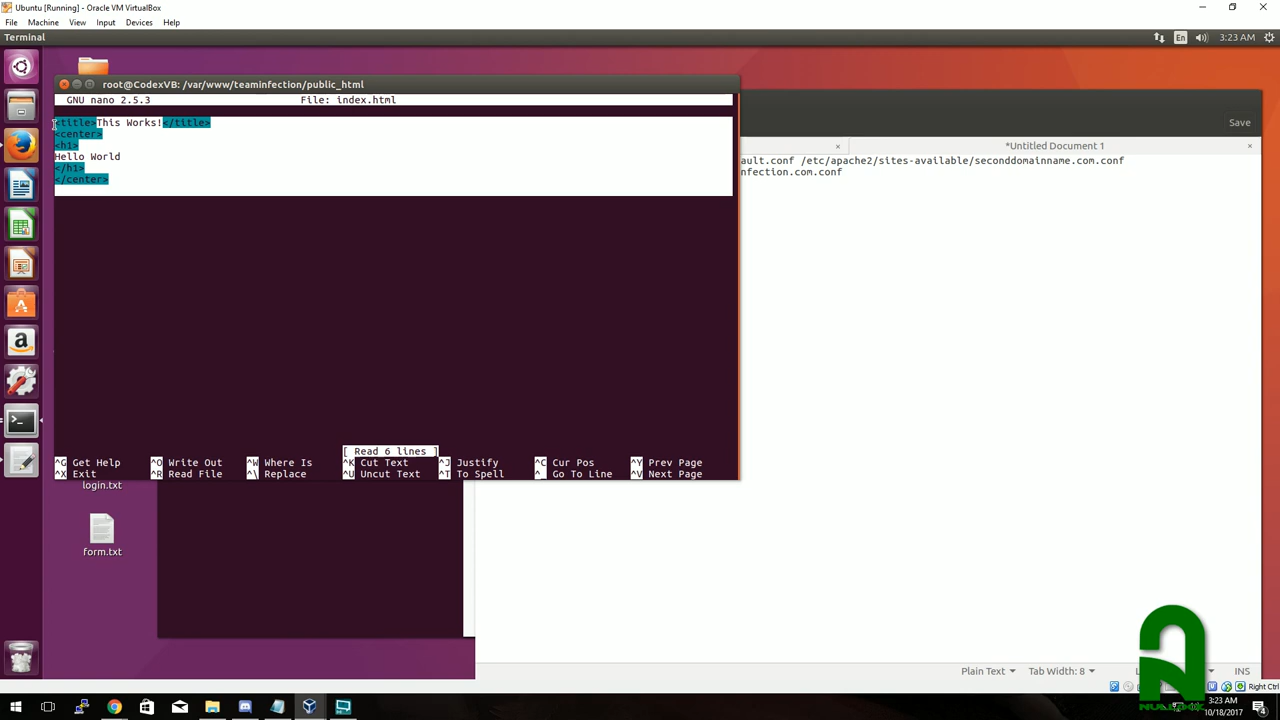 Ubuntu [Running] - Oracle VM VirtualBox
File Machine View Input Devices Help
Terminal
En
3:23 AM
root@CodexVB: /var/www/teaminfection/public_html
GNU nano 2.5.3
File: index.html
<title>This Works!</title>
<center>
<h1>
Hello World
</h1>
</center>
[ Read 6 lines ]
^G Get Help ^O Write Out ^W Where Is ^K Cut Text ^J Justify ^C Cur Pos ^Y Prev Page
^X Exit ^R Read File ^\ Replace ^U Uncut Text ^T To Spell ^_ Go To Line ^V Next Page
Save
*Untitled Document 1
ault.conf /etc/apache2/sites-available/seconddomainname.com.conf
nfection.com.conf
login.txt
form.txt
Plain Text
Tab Width: 8
INS
Right Ctrl
3:23 AM
10/18/2017
4